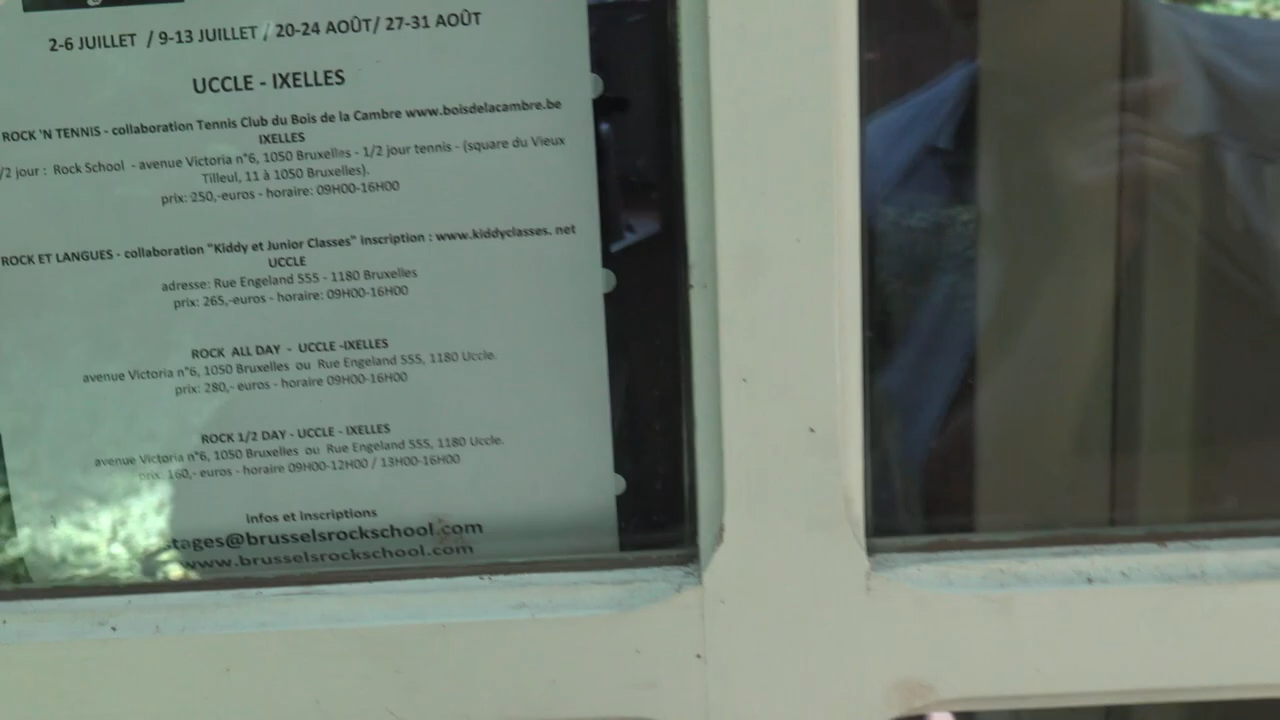 2-6 JUILLET / 9-13 JUILLET / 20-24 AOÛT/ 27-31 AOÛT
UCCLE - IXELLES
ROCK 'N TENNIS - collaboration Tennis Club du Bois de la Cambre www.boisdelacambre.be
IXELLES
/2 jour : Rock School - avenue Victoria n°6, 1050 Bruxelles - 1/2 jour tennis - (square du Vieux
Tilleul, 11 à 1050 Bruxelles).
prix: 250,-euros - horaire: 09H00-16H00
ROCK ET LANGUES - collaboration "Kiddy et Junior Classes" Inscription : www.kiddyclasses. net
UCCLE
adresse: Rue Engeland 555 - 1180 Bruxelles
prix: 265,-euros - horaire: 09H00-16H00
ROCK ALL DAY - UCCLE -IXELLES
avenue Victoria n°6, 1050 Bruxelles ou Rue Engeland 555, 1180 Uccle.
prix: 280,- euros - horaire 09H00-16H00
ROCK 1/2 DAY - UCCLE - IXELLES
avenue Victoria n°6, 1050 Bruxelles ou Rue Engeland 555, 1180 Uccle.
prix: 160,- euros - horaire 09H00-12H00 / 13H00-16H00
Infos et inscriptions
stages@brusselsrockschool.com
www.brusselsrockschool.com